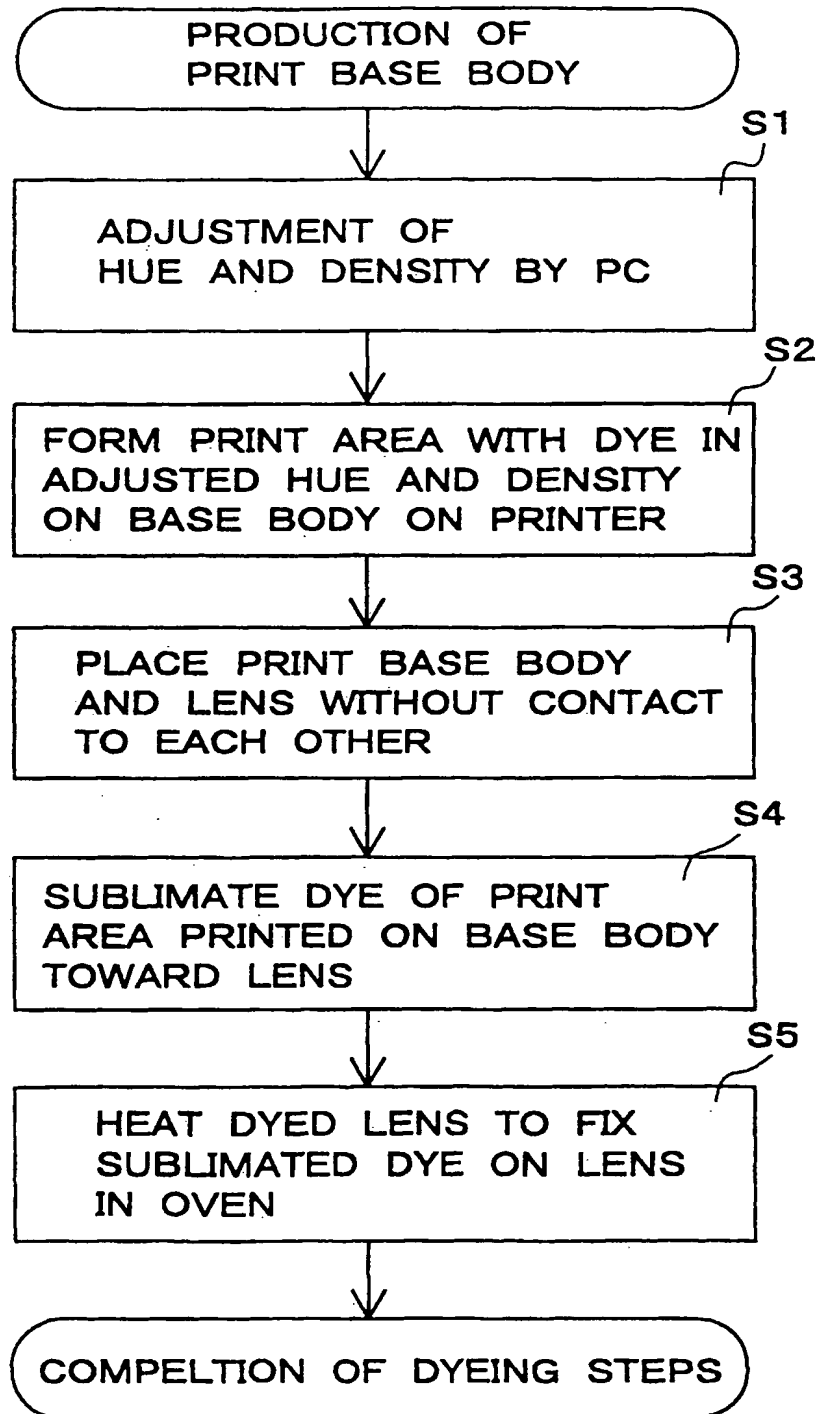 PRODUCTION OF
PRINT BASE BODY
S1
ADJUSTMENT OF
HUE AND DENSITY BY PC
S2
FORM PRINT AREA WITH DYE IN
ADJUSTED HUE AND DENSITY
ON BASE BODY ON PRINTER
S3
PLACE PRINT BASE BODY
AND LENS WITHOUT CONTACT
TO EACH OTHER
S4
SUBLIMATE DYE OF PRINT
AREA PRINTED ON BASE BODY
TOWARD LENS
S5
HEAT DYED LENS TO FIX
SUBLIMATED DYE ON LENS
IN OVEN
COMPELTION OF DYEING STEPS